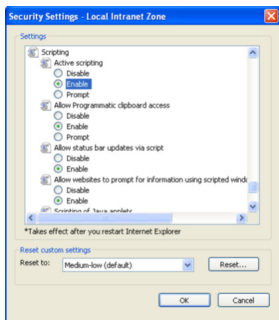 Security Settings - Local Intranet Zone
Settings
Scripting
Active scripting
Disable
Enable
Prompt
Allow Programmatic clipboard access
Disable
Enable
Prompt
Allow status bar updates via script
Disable
Enable
Allow websites to prompt for information using scripted windo
Disable
Enable
Scripting of Java applets
*Takes effect after you restart Internet Explorer
Reset custom settings
Reset to:
Medium-low (default)
Reset...
OK
Cancel